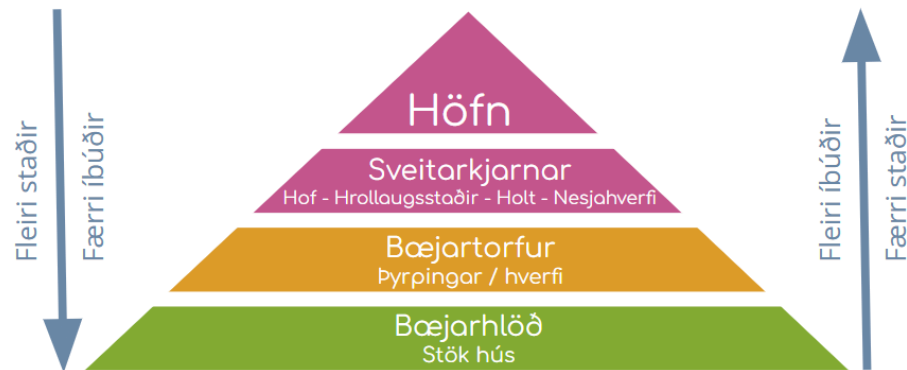 Fleiri staðir
Færri íbúðir
Höfn
Sveitarkjarnar
Hof - Hrollaugsstaðir - Holt - Nesjahverfi
Bæjartorfur
Þyrpingar / hverfi
Bæjarhlöð
Stök hús
Fleiri íbúðir
Færri staðir